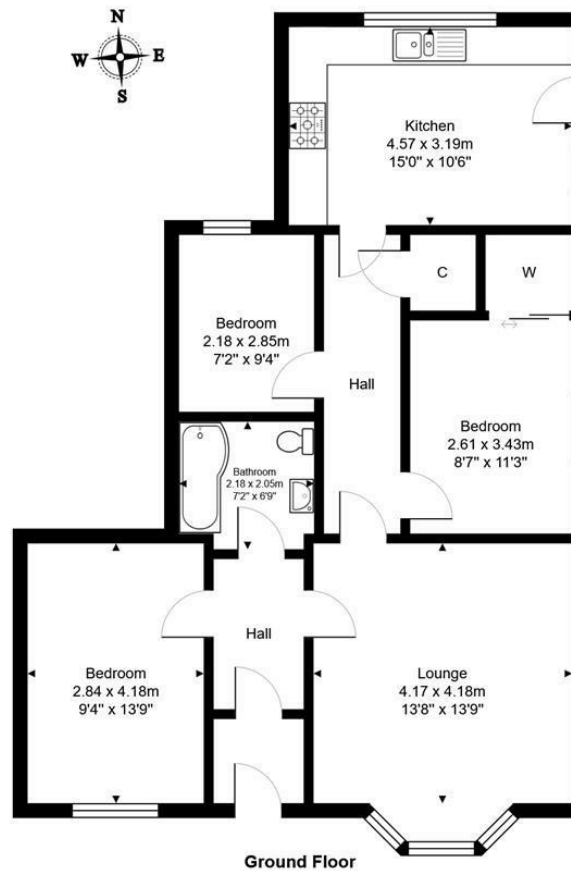 N
W E
S
Kitchen
4.57 x 3.19m
15'0" x 10'6"
C
W
Bedroom
2.18 x 2.85m
7'2" x 9'4"
Hall
Bedroom
2.61 x 3.43m
8'7" x 11'3"
Bathroom
2.18 x 2.05m
7'2" x 6'9"
Hall
Bedroom
2.84 x 4.18m
9'4" x 13'9"
Lounge
4.17 x 4.18m
13'8" x 13'9"
Ground Floor